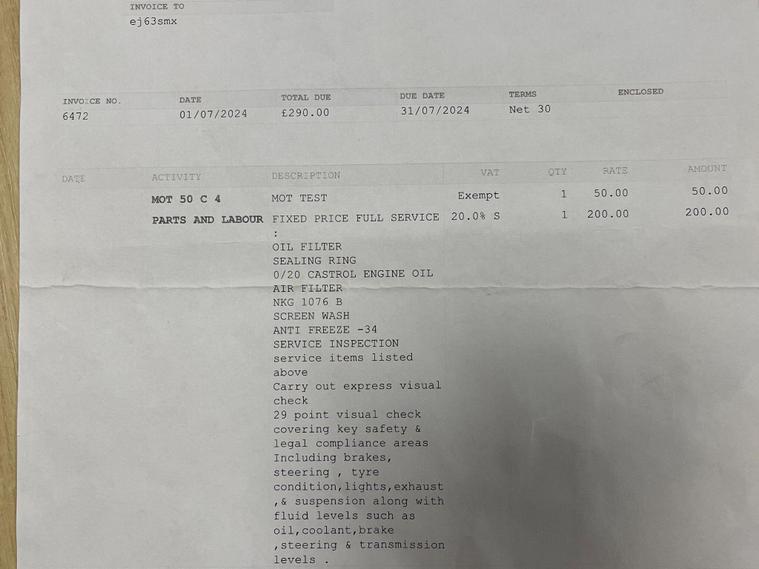 INVOICE TO
ej63smx
INVOICE NO. DATE TOTAL DUE DUE DATE TERMS ENCLOSED
6472 01/07/2024 £290.00 31/07/2024 Net 30
DATE ACTIVITY DESCRIPTION VAT QTY RATE AMOUNT
MOT 50 C 4 MOT TEST Exempt 1 50.00 50.00
PARTS AND LABOUR FIXED PRICE FULL SERVICE 20.0% S 1 200.00 200.00
:
OIL FILTER
SEALING RING
0/20 CASTROL ENGINE OIL
AIR FILTER
NKG 1076 B
SCREEN WASH
ANTI FREEZE -34
SERVICE INSPECTION
service items listed
above
Carry out express visual
check
29 point visual check
covering key safety &
legal compliance areas
Including brakes,
steering , tyre
condition,lights,exhaust
,& suspension along with
fluid levels such as
oil,coolant,brake
,steering & transmission
levels .